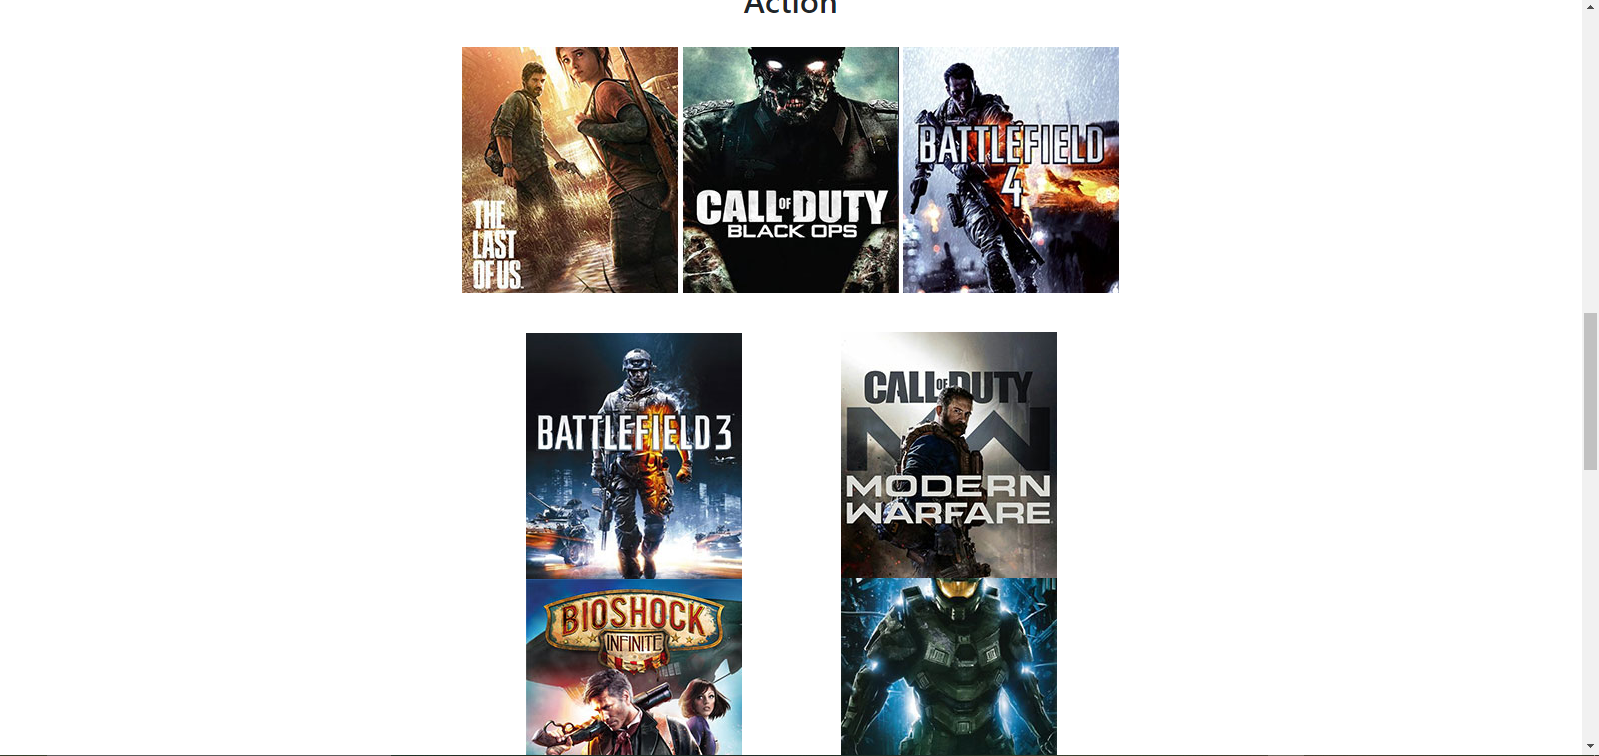 Action
THE
LAST
OF US
CALL OF DUTY
BLACK OPS
BATTLEFIELD
4
BATTLEFIELD 3
CALL OF DUTY
MW
MODERN
WARFARE
BIOSHOCK
INFINITE